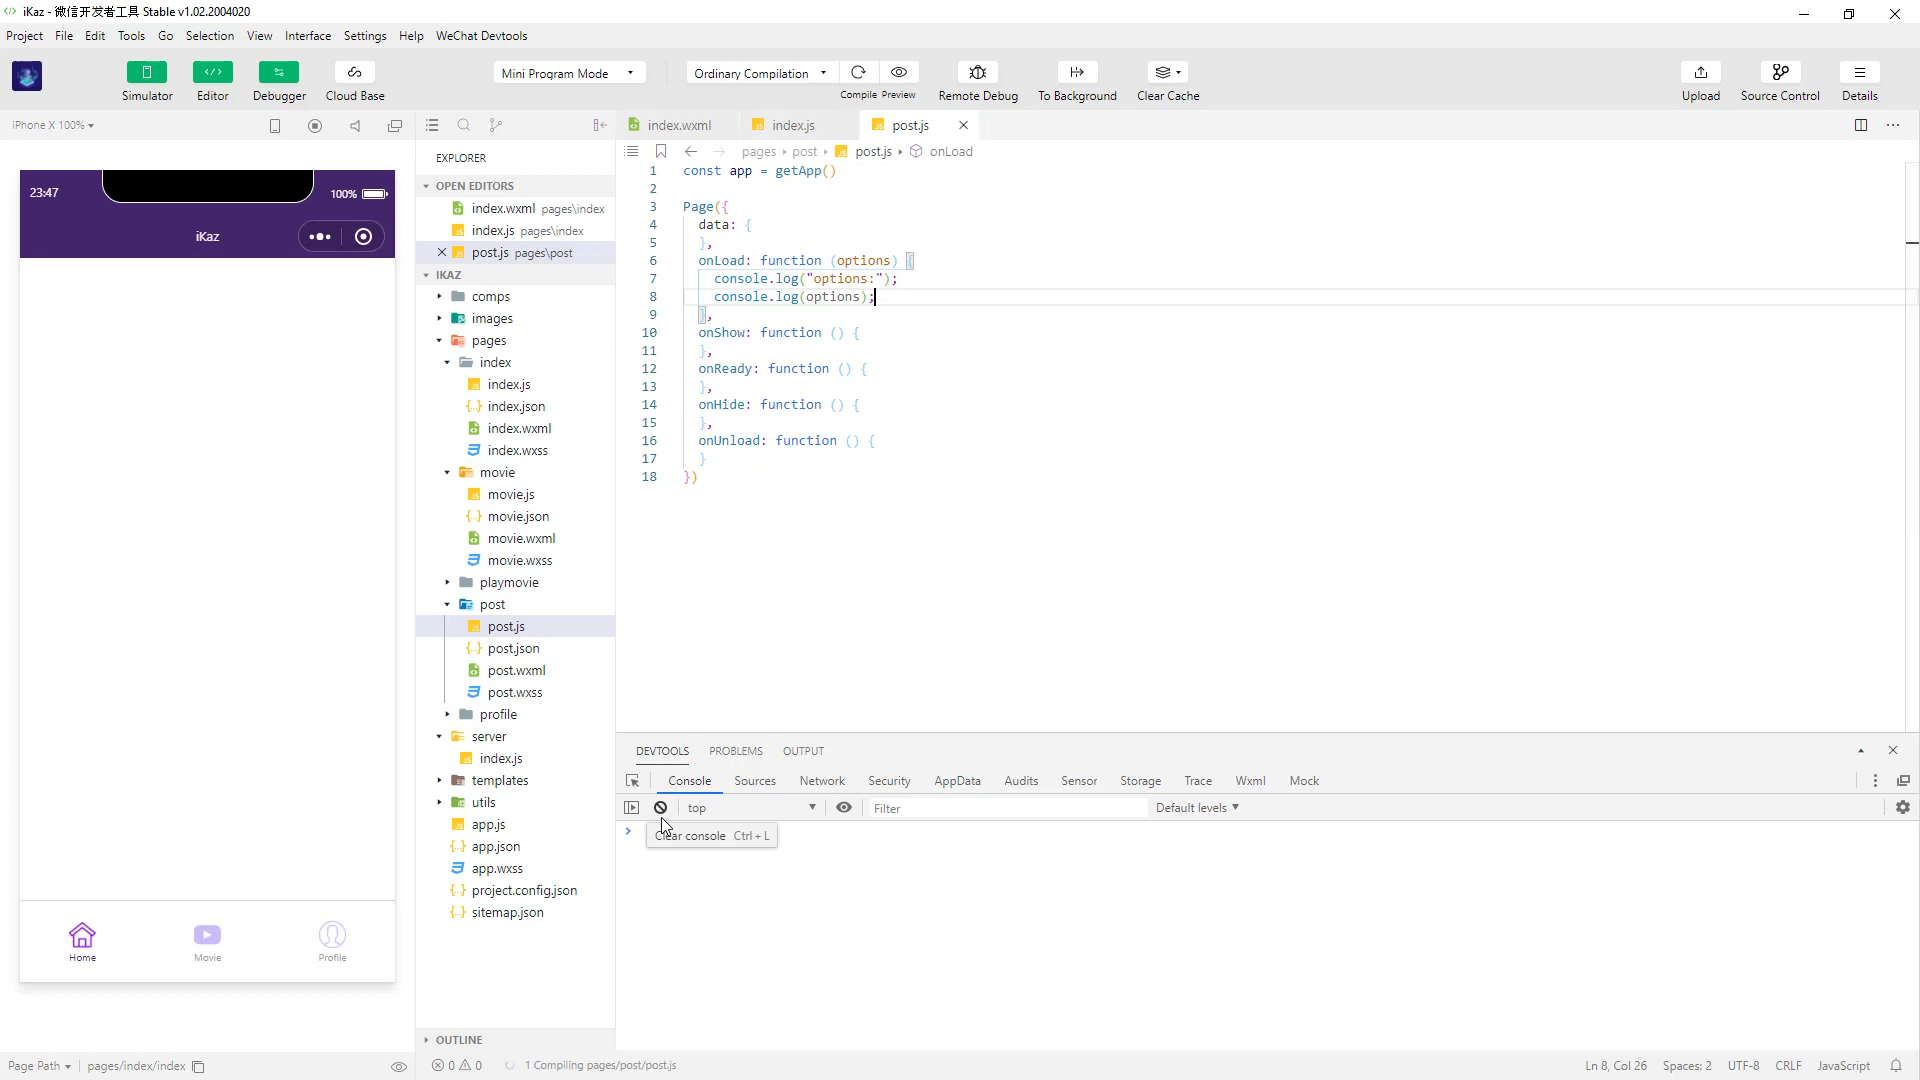 iKaz - 微信开发者工具 Stable v1.02.2004020
Project File Edit Tools Go Selection View Interface Settings Help WeChat Devtools
Simulator Editor Debugger Cloud Base
Mini Program Mode
Ordinary Compilation
Compile Preview Remote Debug To Background Clear Cache
Upload Source Control Details
iPhone X 100%
23:47
100%
iKaz
Home Movie Profile
EXPLORER
OPEN EDITORS
index.wxml pages\index
index.js pages\index
post.js pages\post
IKAZ
comps
images
pages
index
index.js
index.json
index.wxml
index.wxss
movie
movie.js
movie.json
movie.wxml
movie.wxss
playmovie
post
post.js
post.json
post.wxml
post.wxss
profile
server
index.js
templates
utils
app.js
app.json
app.wxss
project.config.json
sitemap.json
OUTLINE
index.wxml index.js post.js
pages post post.js onLoad
1 const app = getApp()
2
3 Page({
4 data: {
5 },
6 onLoad: function (options) {
7 console.log("options:");
8 console.log(options);
9 },
10 onShow: function () {
11 },
12 onReady: function () {
13 },
14 onHide: function () {
15 },
16 onUnload: function () {
17 }
18 })
DEVTOOLS PROBLEMS OUTPUT
Console Sources Network Security AppData Audits Sensor Storage Trace Wxml Mock
top Filter Default levels
Clear console Ctrl + L
Page Path pages/index/index
0 0 1 Compiling pages/post/post.js
Ln 8, Col 26 Spaces: 2 UTF-8 CRLF JavaScript